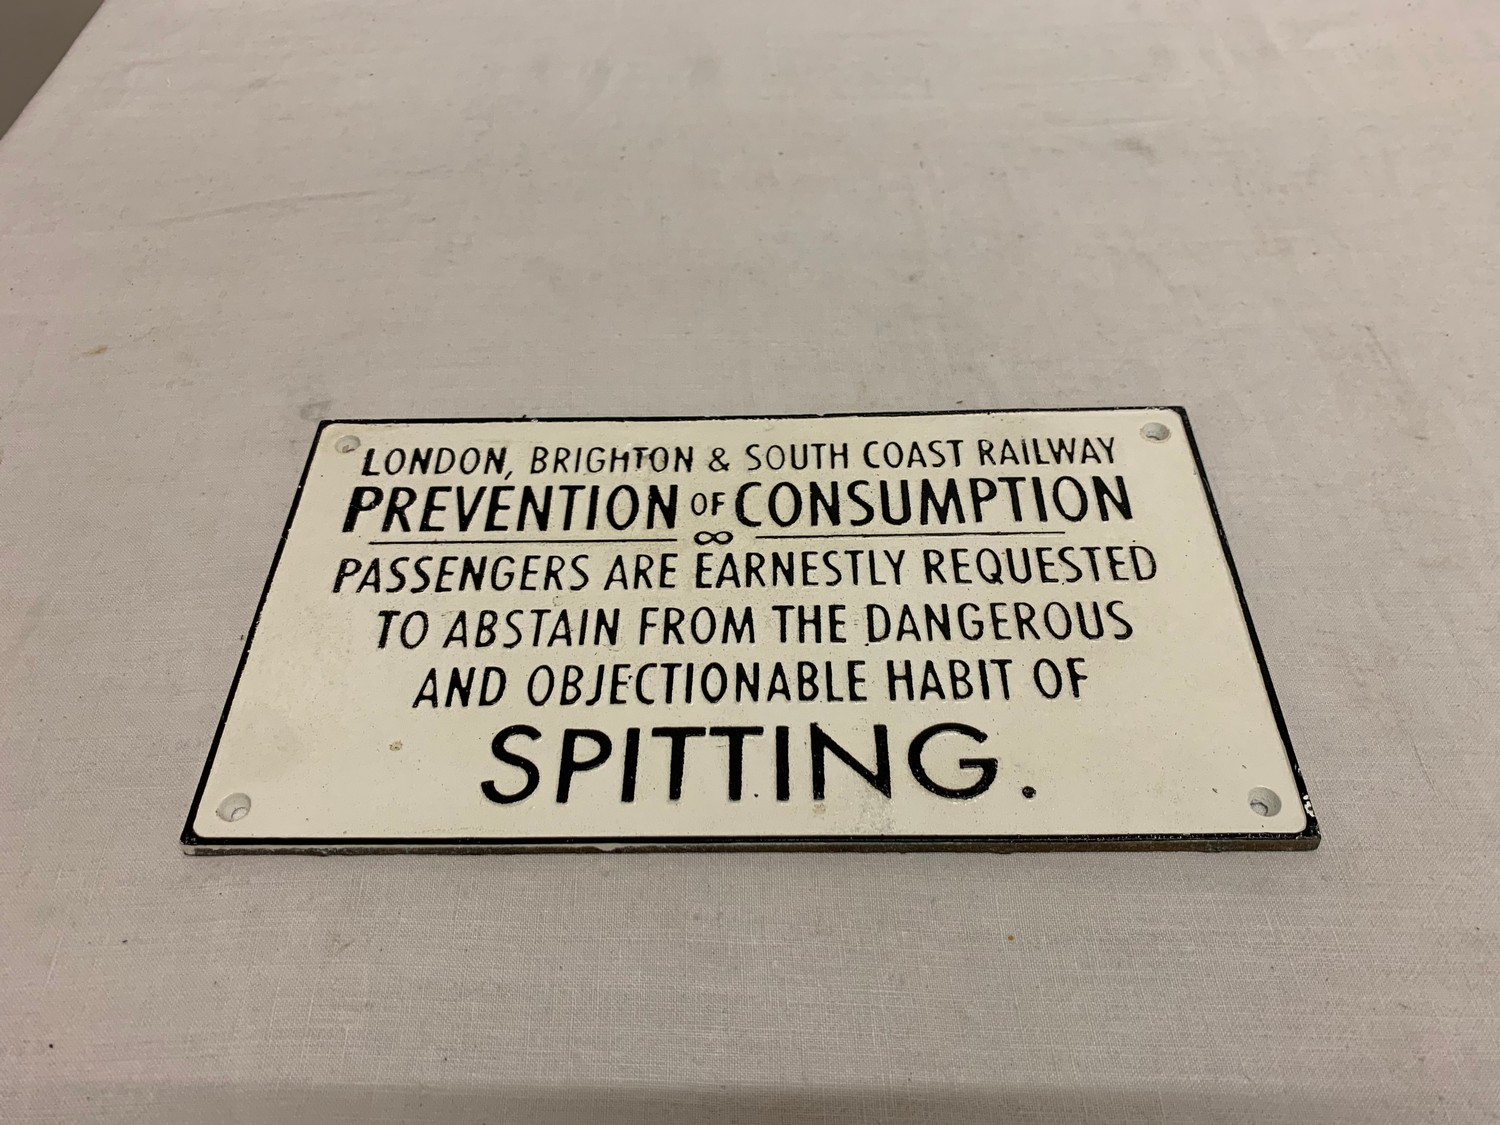 LONDON, BRIGHTON & SOUTH COAST RAILWAY
PREVENTION OF CONSUMPTION
PASSENGERS ARE EARNESTLY REQUESTED
TO ABSTAIN FROM THE DANGEROUS
AND OBJECTIONABLE HABIT OF
SPITTING.